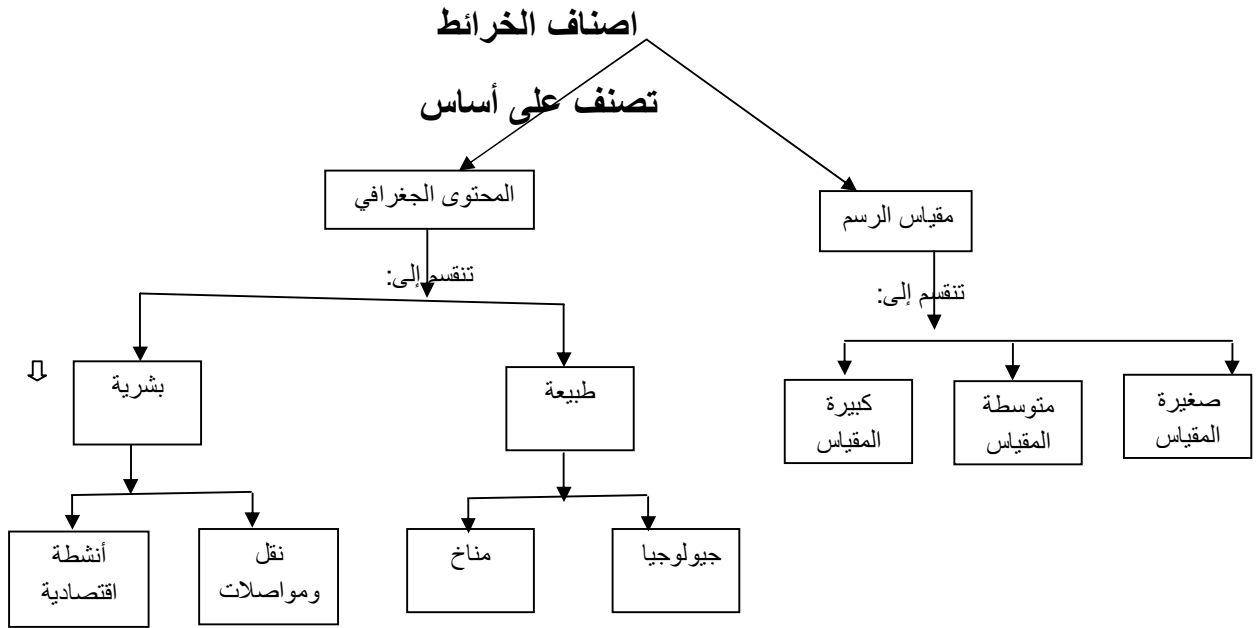 اصناف الخرائط
تصنف على أساس
مقياس الرسم
المحتوى الجغرافي
تنقسم إلى:
تنقسم إلى:
صغيرة
المقياس
متوسطة
المقياس
كبيرة
المقياس
طبيعة
بشرية
جيولوجيا
مناخ
نقل
ومواصلات
أنشطة
اقتصادية